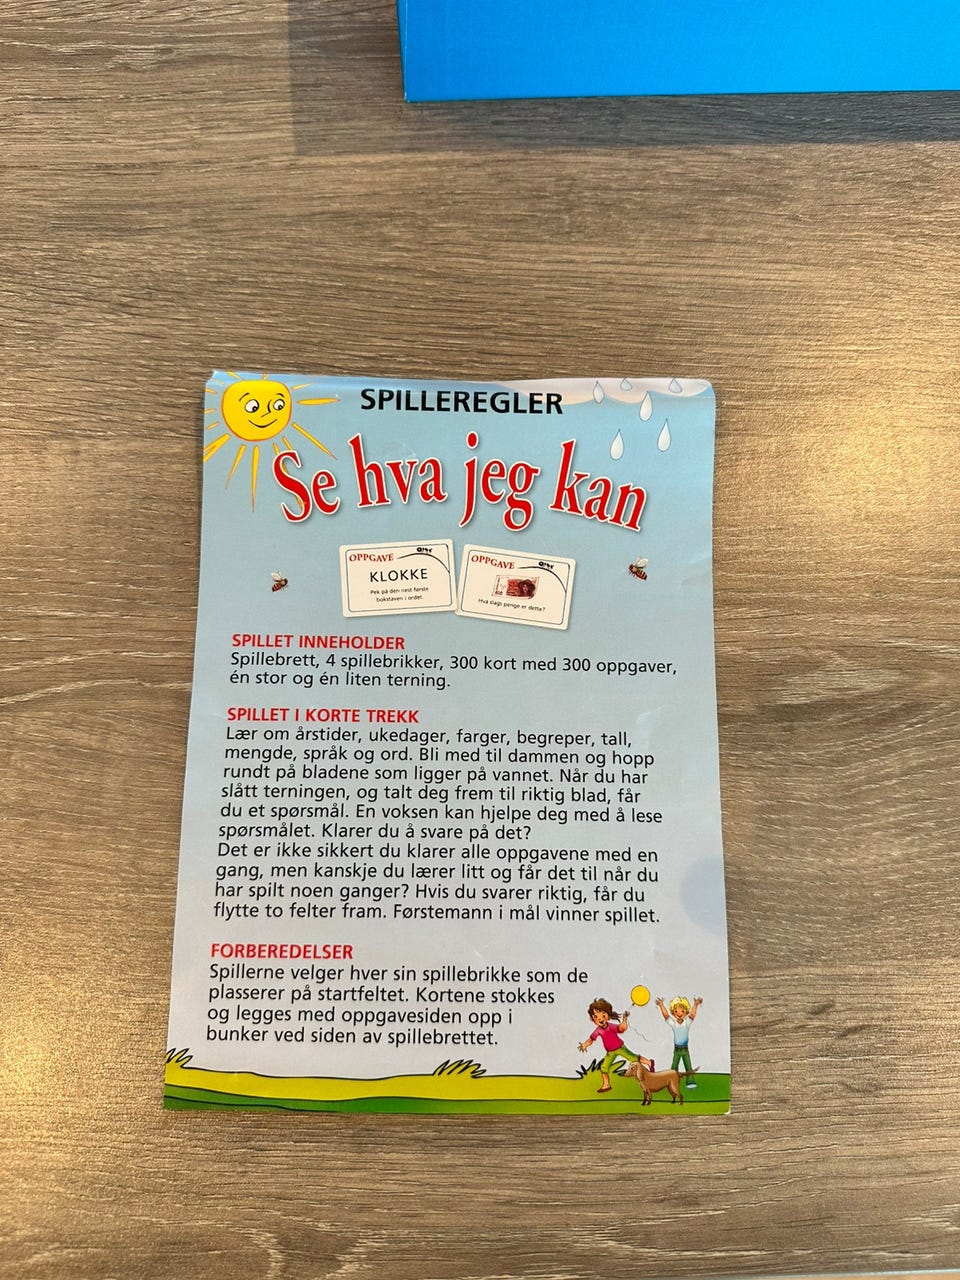 SPILLEREGLER
Se hva jeg kan
OPPGAVE
KLOKKE
Pek på den nest første
bokstaven i ordet.
OPPGAVE
Hva slags penge er dette?
SPILLET INNEHOLDER
Spillebrett, 4 spillebrikker, 300 kort med 300 oppgaver,
én stor og én liten terning.
SPILLET I KORTE TREKK
Lær om årstider, ukedager, farger, begreper, tall,
mengde, språk og ord. Bli med til dammen og hopp
rundt på bladene som ligger på vannet. Når du har
slått terningen, og talt deg frem til riktig blad, får
du et spørsmål. En voksen kan hjelpe deg med å lese
spørsmålet. Klarer du å svare på det?
Det er ikke sikkert du klarer alle oppgavene med en
gang, men kanskje du lærer litt og får det til når du
har spilt noen ganger? Hvis du svarer riktig, får du
flytte to felter fram. Førstemann i mål vinner spillet.
FORBEREDELSER
Spillerne velger hver sin spillebrikke som de
plasserer på startfeltet. Kortene stokkes
og legges med oppgavesiden opp i
bunker ved siden av spillebrettet.